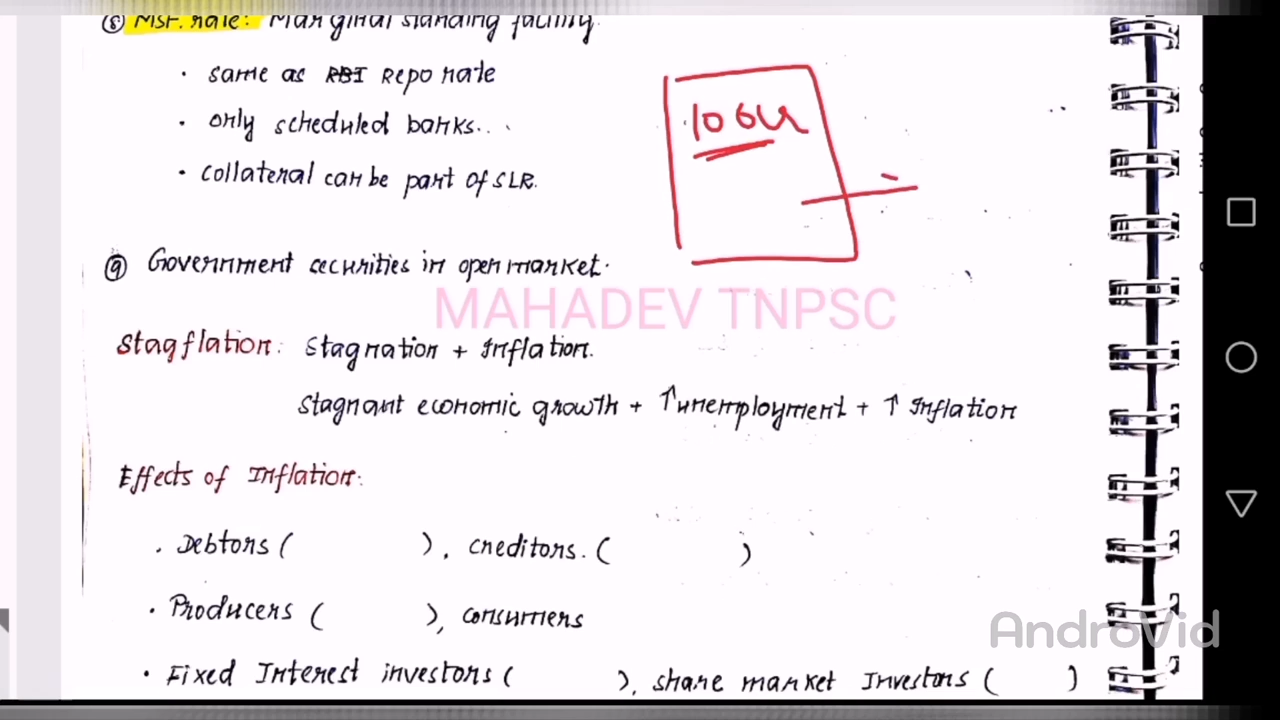 ⑧ MSF. rate: Marginal standing facility.
• same as RBI Repo rate
• only scheduled banks..
• collateral can be part of SLR.
⑨ Government securities in open market.
MAHADEV TNPSC
Stagflation: Stagnation + Inflation.
Stagnant economic growth + ↑unemployment + ↑ Inflation
Effects of Inflation:
• Debtors ( ), creditors. ( )
• Producers ( ), consumers
• Fixed Interest investors ( ), share market Investors ( )
AndroVid